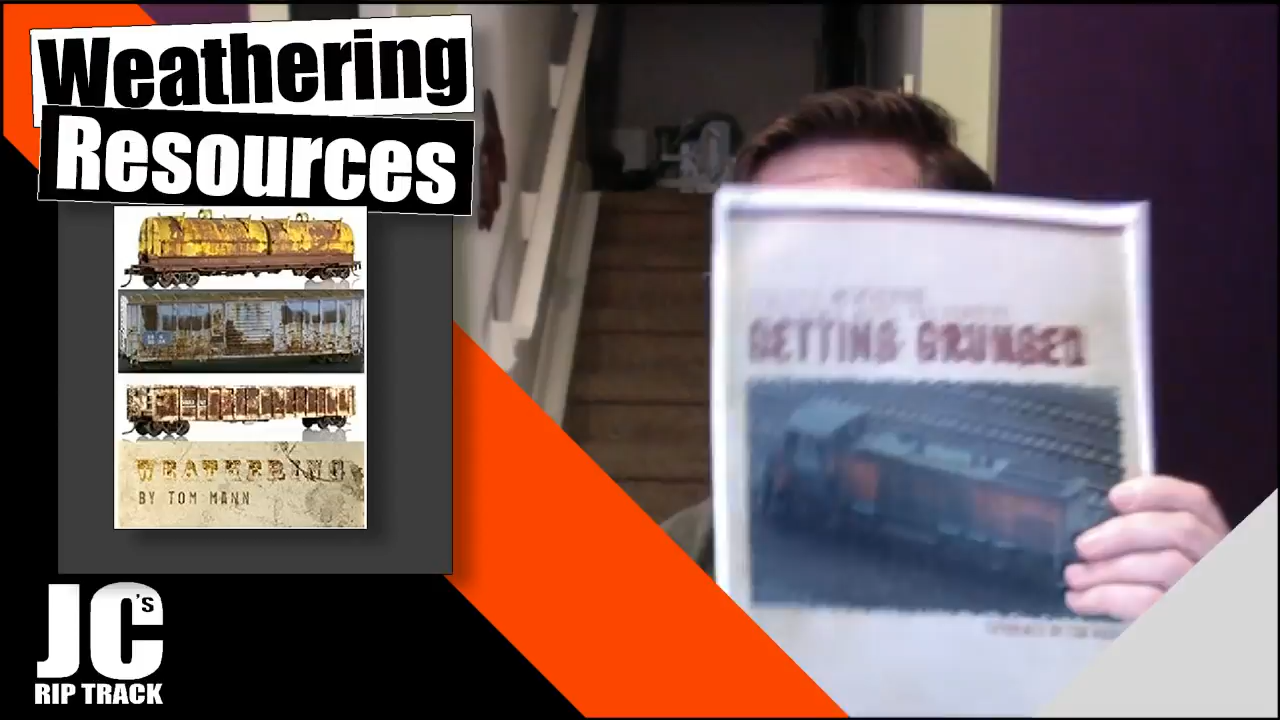 Weathering
Resources
WEATHERING
BY TOM MANN
JC's
RIP TRACK
GETTING GRUNGED